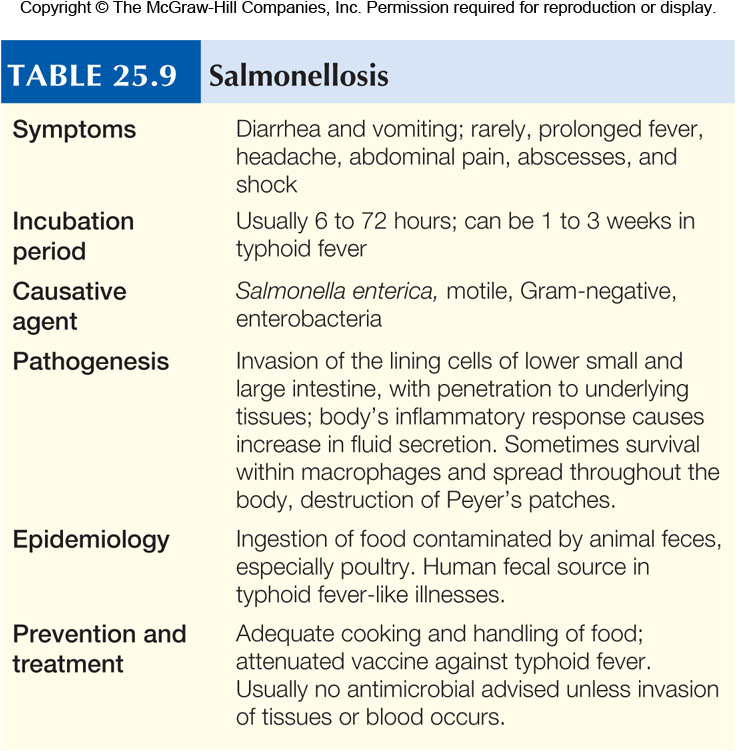 Copyright © The McGraw-Hill Companies, Inc. Permission required for reproduction or display.
TABLE 25.9 Salmonellosis
Symptoms Diarrhea and vomiting; rarely, prolonged fever,
headache, abdominal pain, abscesses, and
shock
Incubation Usually 6 to 72 hours; can be 1 to 3 weeks in
period typhoid fever
Causative Salmonella enterica, motile, Gram-negative,
agent enterobacteria
Pathogenesis Invasion of the lining cells of lower small and
large intestine, with penetration to underlying
tissues; body's inflammatory response causes
increase in fluid secretion. Sometimes survival
within macrophages and spread throughout the
body, destruction of Peyer's patches.
Epidemiology Ingestion of food contaminated by animal feces,
especially poultry. Human fecal source in
typhoid fever-like illnesses.
Prevention and Adequate cooking and handling of food;
treatment attenuated vaccine against typhoid fever.
Usually no antimicrobial advised unless invasion
of tissues or blood occurs.